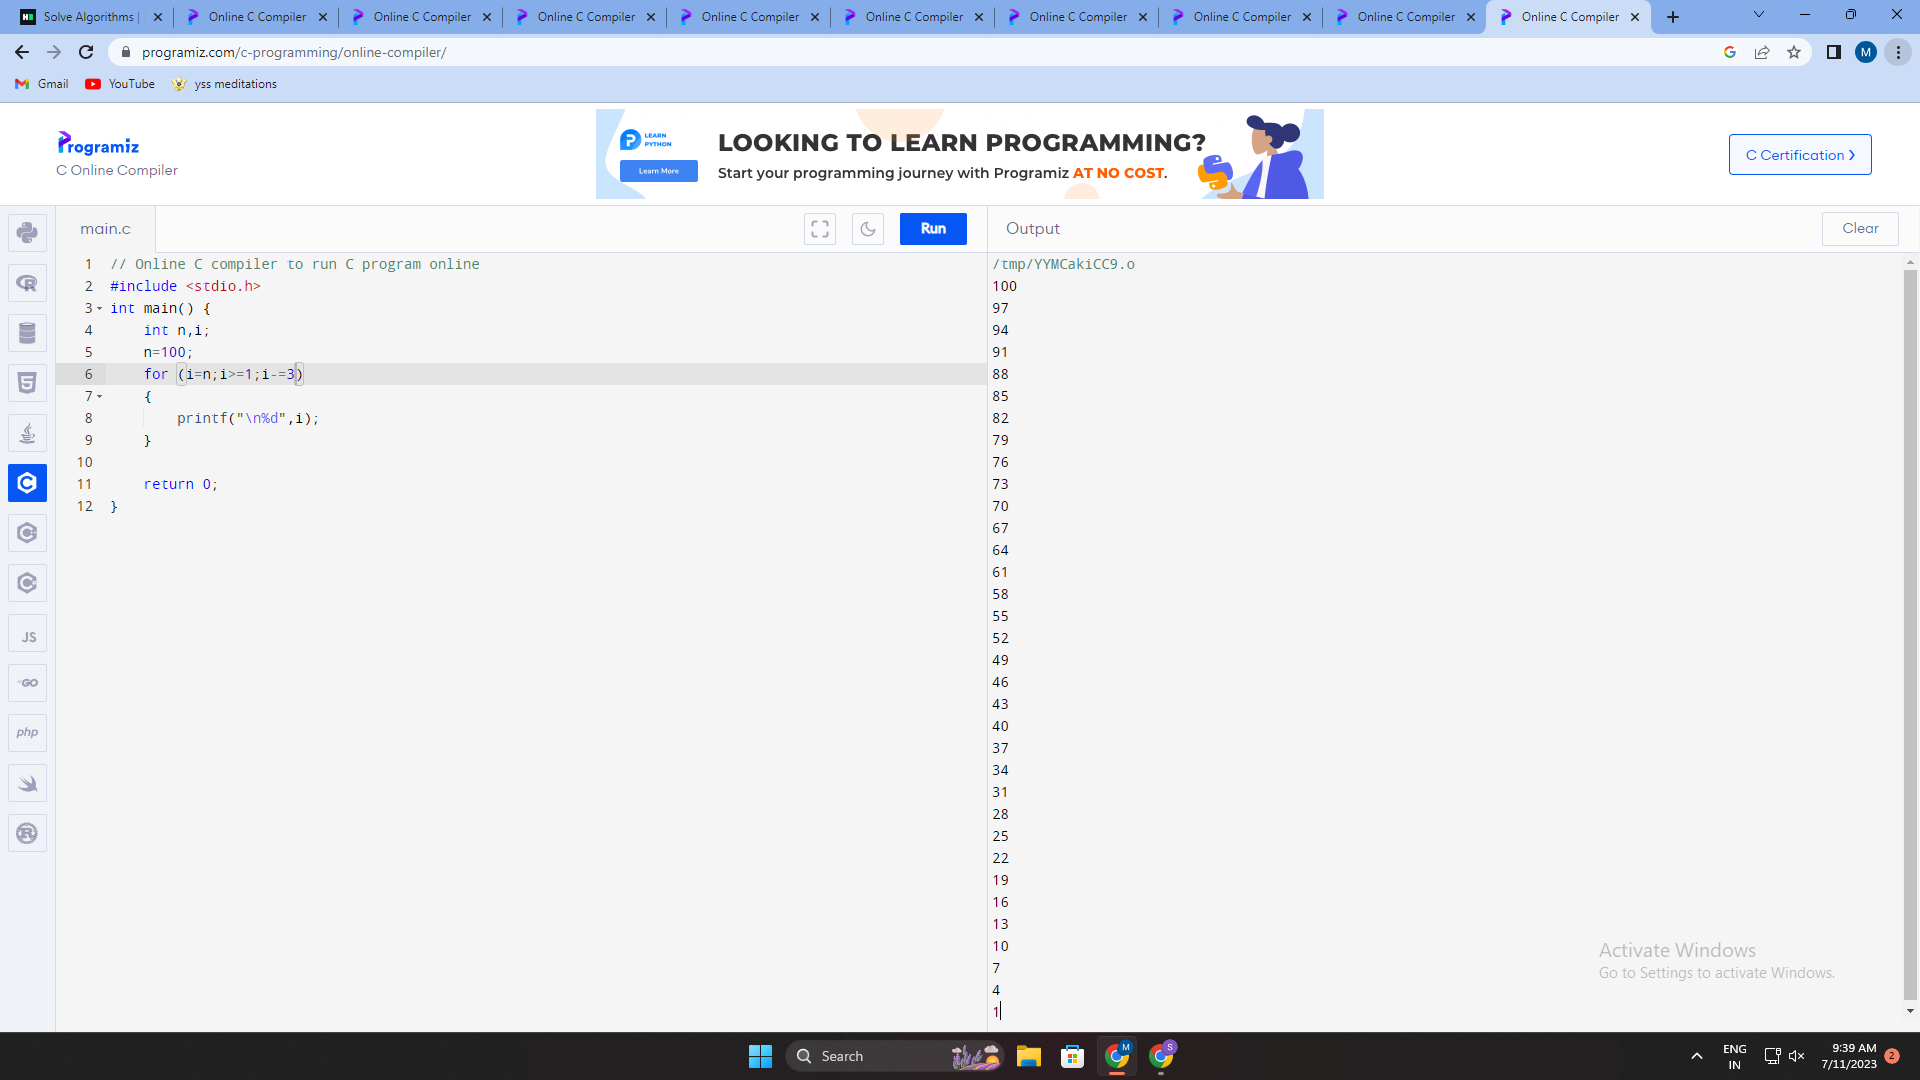 Solve Algorithms |
Online C Compiler
Online C Compiler
Online C Compiler
Online C Compiler
Online C Compiler
Online C Compiler
Online C Compiler
Online C Compiler
Online C Compiler
programiz.com/c-programming/online-compiler/
M
Gmail
YouTube
yss meditations
Programiz
C Online Compiler
LEARN
PYTHON
Learn More
LOOKING TO LEARN PROGRAMMING?
Start your programming journey with Programiz AT NO COST.
C Certification
main.c
Run
Output
Clear
1 // Online C compiler to run C program online
2 #include <stdio.h>
3 int main() {
4 int n,i;
5 n=100;
6 for (i=n;i>=1;i-=3)
7 {
8 printf("\n%d",i);
9 }
10
11 return 0;
12 }
JS
GO
php
/tmp/YYMCakiCC9.o
100
97
94
91
88
85
82
79
76
73
70
67
64
61
58
55
52
49
46
43
40
37
34
31
28
25
22
19
16
13
10
7
4
1
Activate Windows
Go to Settings to activate Windows.
Search
M
S
ENG
IN
9:39 AM
7/11/2023
2